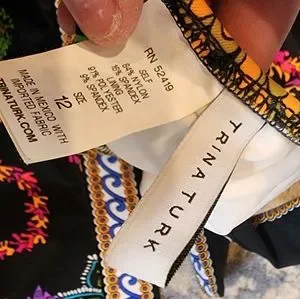 RN 52419
SELF
84% NYLON
16% SPANDEX
LINING
91% POLYESTER
9% SPANDEX
SIZE
12
MADE IN MEXICO WITH
IMPORTED FABRIC
TRINATURK.COM
TRINA TURK